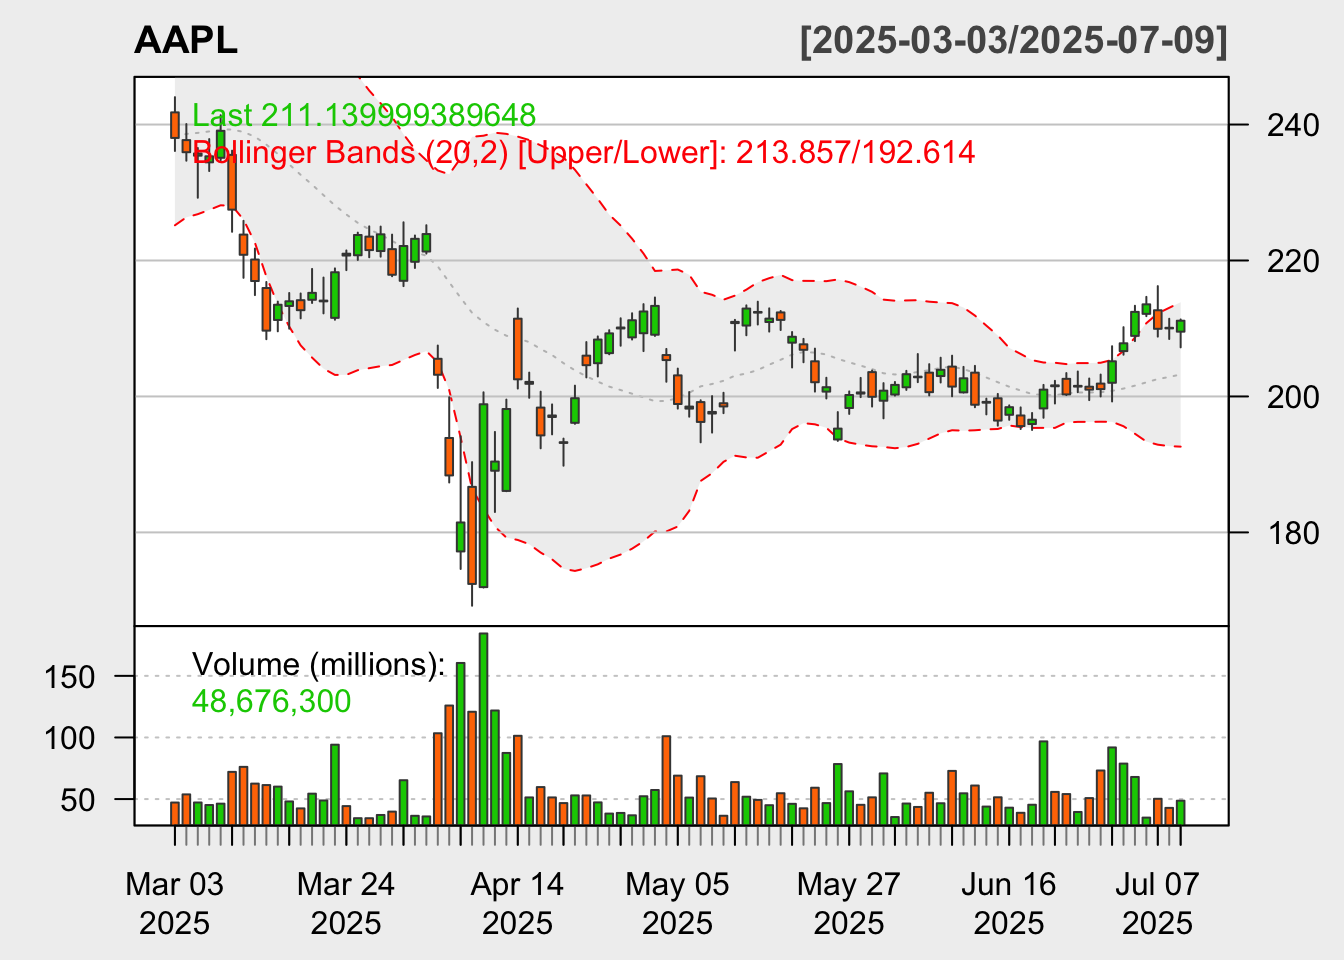 AAPL [2025-03-03/2025-07-09]
Last 211.139999389648
Bollinger Bands (20,2) [Upper/Lower]: 213.857/192.614
240
220
200
180
Volume (millions):
48,676,300
150
100
50
Mar 03 Mar 24 Apr 14 May 05 May 27 Jun 16 Jul 07
2025 2025 2025 2025 2025 2025 2025